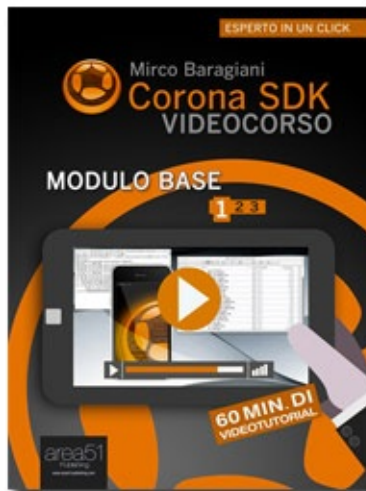 ESPERTO IN UN CLICK
Mirco Baragiani
Corona SDK
VIDEOCORSO
MODULO BASE
1 2 3
60 MIN. DI
VIDEOTUTORIAL
area51
PUBLISHING